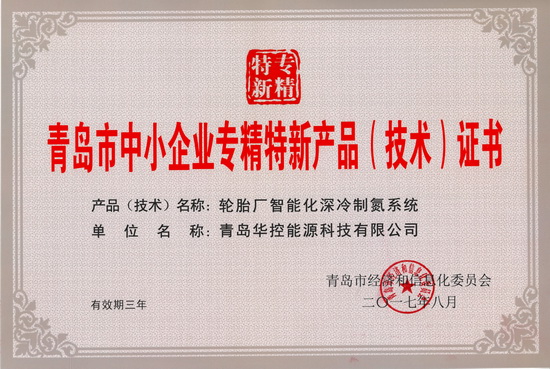 专精特新
青岛市中小企业专精特新产品（技术）证书
产品（技术）名称：轮胎厂智能化深冷制氮系统
单位名称：青岛华控能源科技有限公司
青岛市经济和信息化委员会
二〇一七年八月
有效期三年